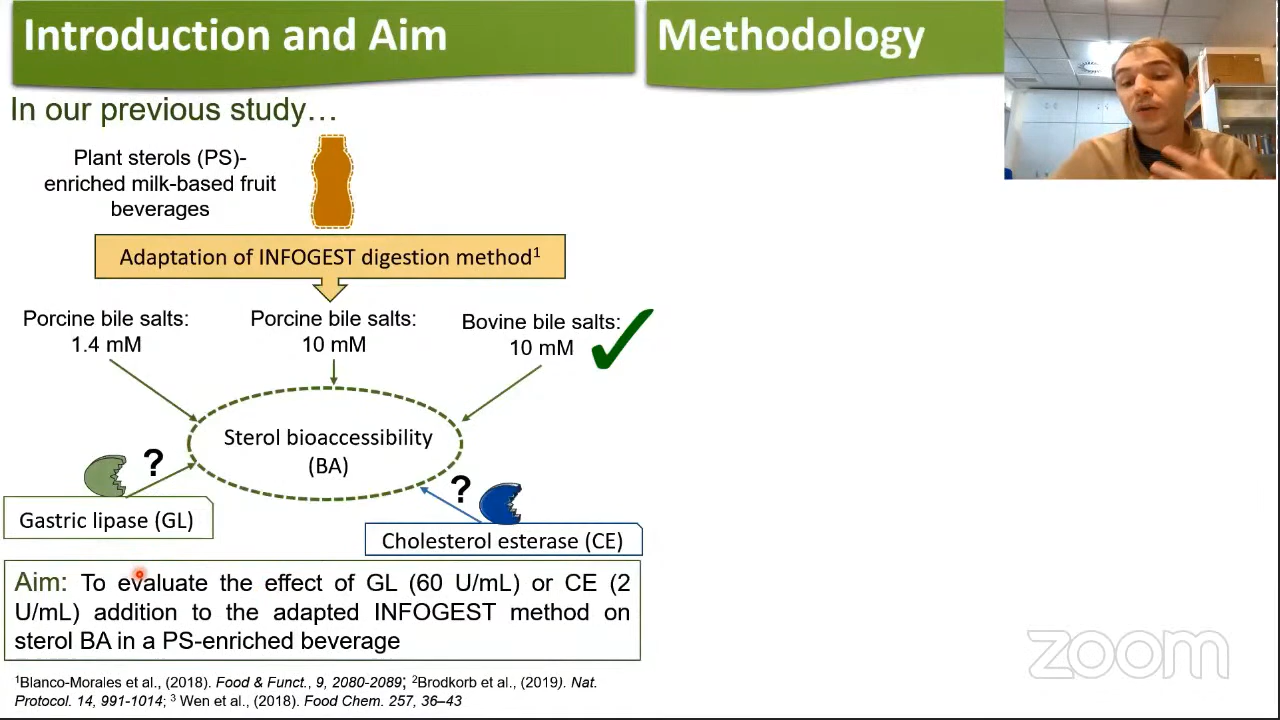 Introduction and Aim
Methodology
In our previous study…
Plant sterols (PS)-
enriched milk-based fruit
beverages
Adaptation of INFOGEST digestion method¹
Porcine bile salts:
1.4 mM
Porcine bile salts:
10 mM
Bovine bile salts:
10 mM
Sterol bioaccessibility
(BA)
?
?
Gastric lipase (GL)
Cholesterol esterase (CE)
Aim: To evaluate the effect of GL (60 U/mL) or CE (2
U/mL) addition to the adapted INFOGEST method on
sterol BA in a PS-enriched beverage
¹Blanco-Morales et al., (2018). Food & Funct., 9, 2080-2089; ²Brodkorb et al., (2019). Nat.
Protocol. 14, 991-1014; ³ Wen et al., (2018). Food Chem. 257, 36–43
zoom